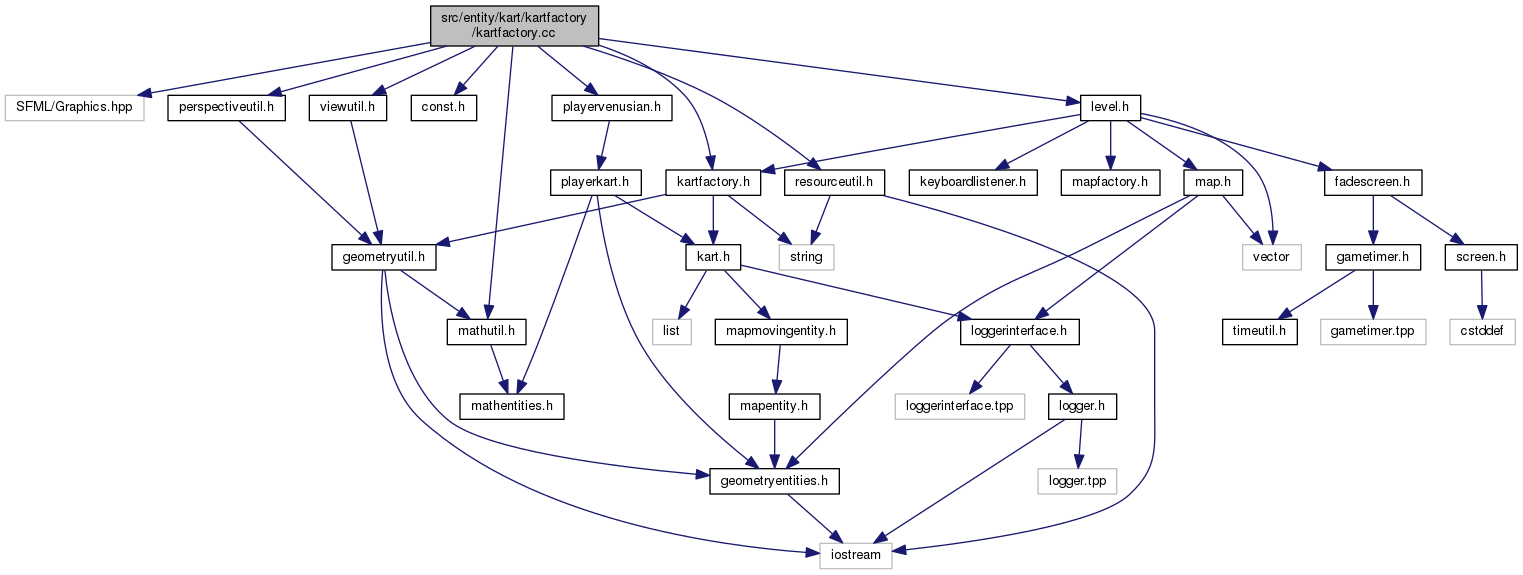 src/entity/kart/kartfactory
/kartfactory.cc
SFML/Graphics.hpp
perspectiveutil.h
viewutil.h
const.h
playervenusian.h
level.h
playerkart.h
kartfactory.h
resourceutil.h
keyboardlistener.h
mapfactory.h
map.h
fadescreen.h
geometryutil.h
kart.h
string
vector
gametimer.h
screen.h
mathutil.h
list
mapmovingentity.h
loggerinterface.h
timeutil.h
gametimer.tpp
cstddef
mathentities.h
mapentity.h
loggerinterface.tpp
logger.h
geometryentities.h
logger.tpp
iostream